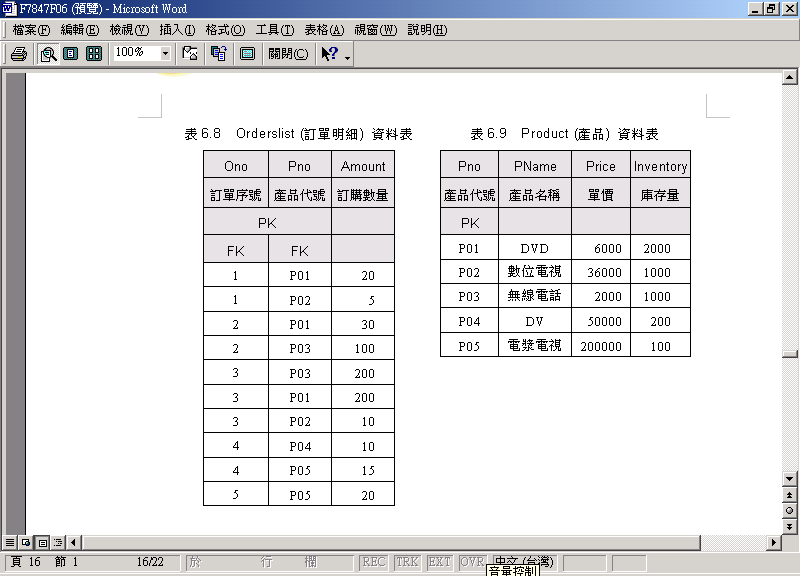 F7847F06 (預覽) - Microsoft Word
檔案(F) 編輯(E) 檢視(V) 插入(I) 格式(O) 工具(T) 表格(A) 視窗(W) 說明(H)
100% 關閉(C)
表 6.8 Orderslist (訂單明細) 資料表
Ono Pno Amount
訂單序號 產品代號 訂購數量
PK
FK FK
1 P01 20
1 P02 5
2 P01 30
2 P03 100
3 P03 200
3 P01 200
3 P02 10
4 P04 10
4 P05 15
5 P05 20
表 6.9 Product (產品) 資料表
Pno PName Price Inventory
產品代號 產品名稱 單價 庫存量
PK
P01 DVD 6000 2000
P02 數位電視 36000 1000
P03 無線電話 2000 1000
P04 DV 50000 200
P05 電漿電視 200000 100
頁 16 節 1 16/22 於 行 欄 REC TRK EXT OVR 中文 (台灣)
音量控制